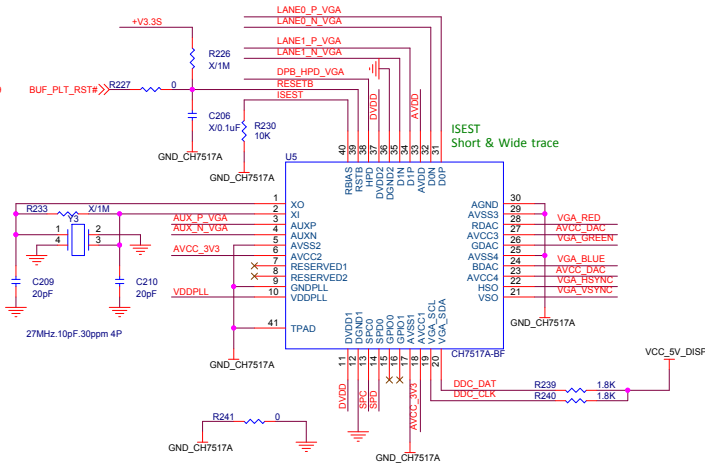 LANE0_P_VGA
LANE0_N_VGA
+V3.3S
LANE1_P_VGA
LANE1_N_VGA
R226
X/1M
DPB_HPD_VGA
R227
0
BUF_PLT_RST#
RESETB
ISEST
C206
X/0.1uF
R230
10K
DVDD
AVDD
ISEST
Short & Wide trace
GND_CH7517A
GND_CH7517A
40
39
38
37
36
35
34
33
32
31
U5
RBIAS
RSTB
HPD
DVDD2
DGND2
D1N
D1P
AVDD
D0N
D0P
R233
X/1M
Y3
1
2
4
3
C209
20pF
C210
20pF
27MHz.10pF.30ppm 4P
AUX_P_VGA
AUX_N_VGA
AVCC_3V3
VDDPLL
1 XO
2 XI
3 AUXP
4 AUXN
5 AVSS2
6 AVCC2
7 RESERVED1
8 RESERVED2
9 GNDPLL
10 VDDPLL
41 TPAD
AGND 30
AVSS3 29
RDAC 28 VGA_RED
AVCC3 27 AVCC_DAC
GDAC 26 VGA_GREEN
AVSS4 25
BDAC 24 VGA_BLUE
AVCC4 23 AVCC_DAC
HSO 22 VGA_HSYNC
VSO 21 VGA_VSYNC
GND_CH7517A
DVDD1
DGND1
SPC0
SPD0
GPIO0
GPIO1
AVSS1
AVCC1
VGA_SCL
VGA_SDA
CH7517A-BF
11
12
13
14
15
16
17
18
19
20
GND_CH7517A
DVDD
SPC
SPD
AVCC_3V3
VCC_5V_DISP
DDC_DAT
R239
1.8K
DDC_CLK
R240
1.8K
R241
0
GND_CH7517A
GND_CH7517A